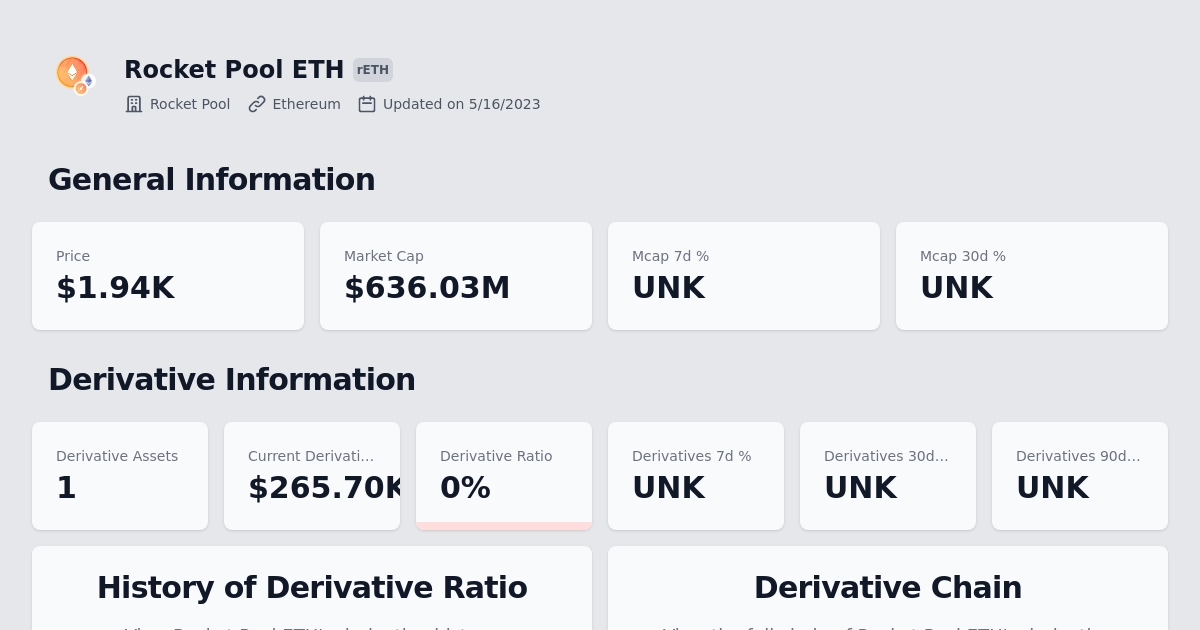 Rocket Pool ETH rETH
Rocket Pool Ethereum Updated on 5/16/2023
General Information
Price Market Cap Mcap 7d % Mcap 30d %
$1.94K $636.03M UNK UNK
Derivative Information
Derivative Assets Current Derivati... Derivative Ratio Derivatives 7d % Derivatives 30d... Derivatives 90d...
1 $265.70K 0% UNK UNK UNK
History of Derivative Ratio Derivative Chain